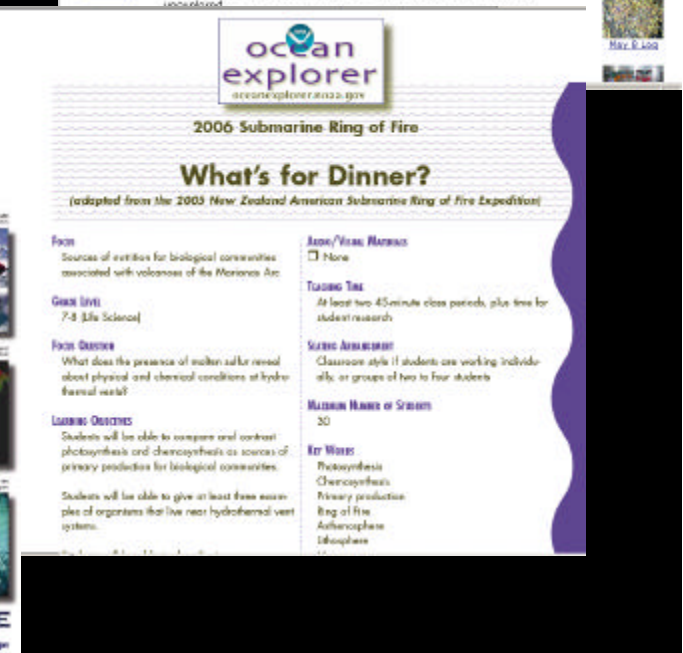 unexplored
May 8 Log
ocean
explorer
oceanexplorer.noaa.gov
2006 Submarine Ring of Fire
What's for Dinner?
(adapted from the 2005 New Zealand American Submarine Ring of Fire Expedition)
Focus
Sources of nutrition for biological communities
associated with volcanoes of the Marianas Arc
Grade Level
7-8 (Life Science)
Focus Question
What does the presence of molten sulfur reveal
about physical and chemical conditions at hydro-
thermal vents?
Learning Objectives
Students will be able to compare and contrast
photosynthesis and chemosynthesis as sources of
primary production for biological communities.
Students will be able to give at least three exam-
ples of organisms that live near hydrothermal vent
systems.
Audio/Visual Materials
❒ None
Teaching Time
At least two 45-minute class periods, plus time for
student research
Seating Arrangement
Classroom style if students are working individu-
ally, or groups of two to four students
Maximum Number of Students
30
Key Words
Photosynthesis
Chemosynthesis
Primary production
Ring of Fire
Asthenosphere
Lithosphere
E